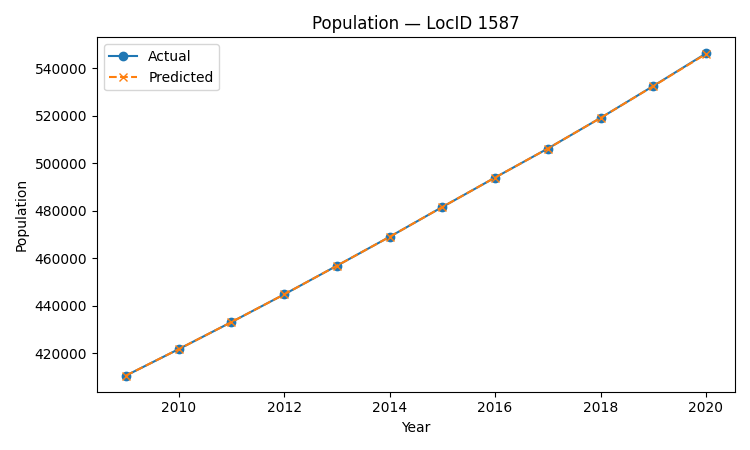 Population — LocID 1587
Actual
Predicted
540000
520000
500000
480000
460000
440000
420000
Population
2010 2012 2014 2016 2018 2020
Year